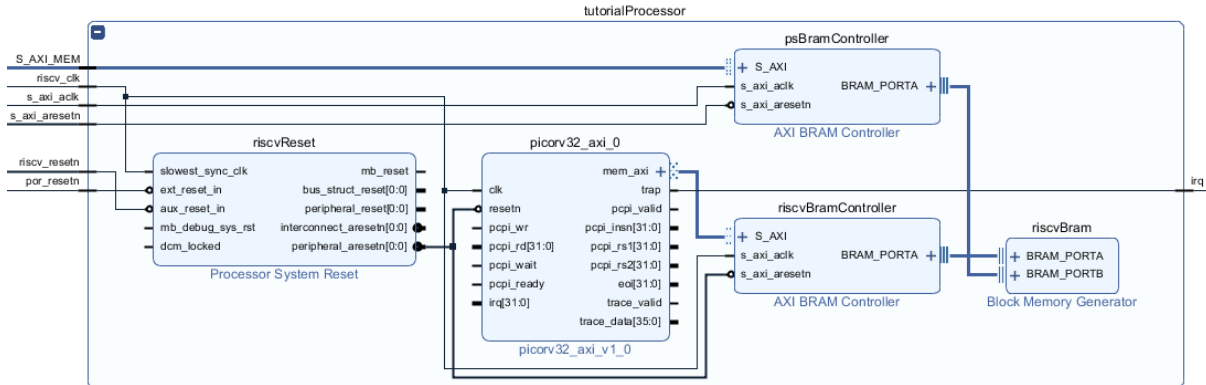 tutorialProcessor
S_AXI_MEM
riscv_clk
s_axi_aclk
s_axi_aresetn
riscv_resetn
por_resetn
riscvReset
slowest_sync_clk
ext_reset_in
aux_reset_in
mb_debug_sys_rst
dcm_locked
mb_reset
bus_struct_reset[0:0]
peripheral_reset[0:0]
interconnect_aresetn[0:0]
peripheral_aresetn[0:0]
Processor System Reset
picorv32_axi_0
clk
resetn
pcpi_wr
pcpi_rd[31:0]
pcpi_wait
pcpi_ready
irq[31:0]
mem_axi
trap
pcpi_valid
pcpi_insn[31:0]
pcpi_rs1[31:0]
pcpi_rs2[31:0]
eoi[31:0]
trace_valid
trace_data[35:0]
picorv32_axi_v1_0
psBramController
S_AXI
s_axi_aclk
s_axi_aresetn
BRAM_PORTA
AXI BRAM Controller
riscvBramController
S_AXI
s_axi_aclk
s_axi_aresetn
BRAM_PORTA
AXI BRAM Controller
riscvBram
BRAM_PORTA
BRAM_PORTB
Block Memory Generator
irq